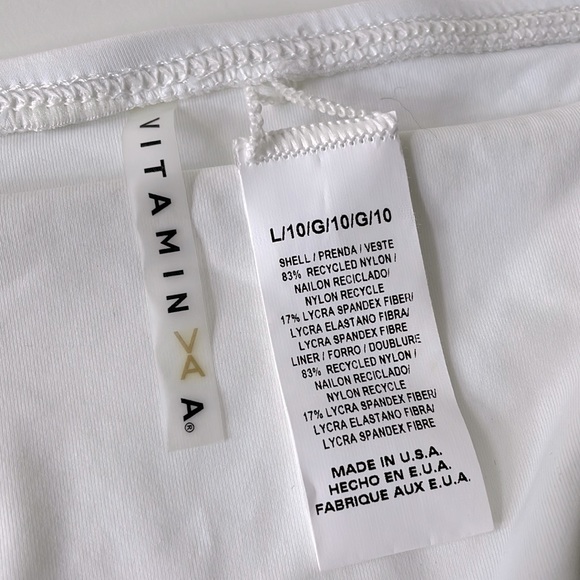 VITAMIN VA A®
L/10/G/10/G/10
SHELL / PRENDA / VESTE
83% RECYCLED NYLON /
NAILON RECICLADO/
NYLON RECYCLE
17% LYCRA SPANDEX FIBER/
LYCRA ELASTANO FIBRA/
LYCRA SPANDEX FIBRE
LINER / FORRO / DOUBLURE
83% RECYCLED NYLON /
NAILON RECICLADO/
NYLON RECYCLE
17% LYCRA SPANDEX FIBER/
LYCRA ELASTANO FIBRA/
LYCRA SPANDEX FIBRE
MADE IN U.S.A.
HECHO EN E.U.A.
FABRIQUE AUX E.U.A.